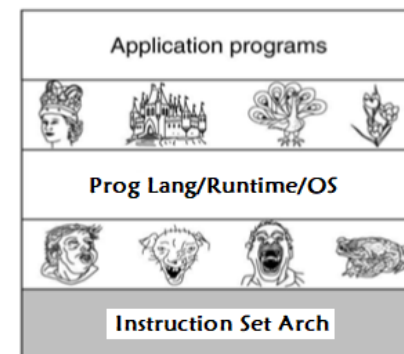 Application programs
Prog Lang/Runtime/OS
Instruction Set Arch